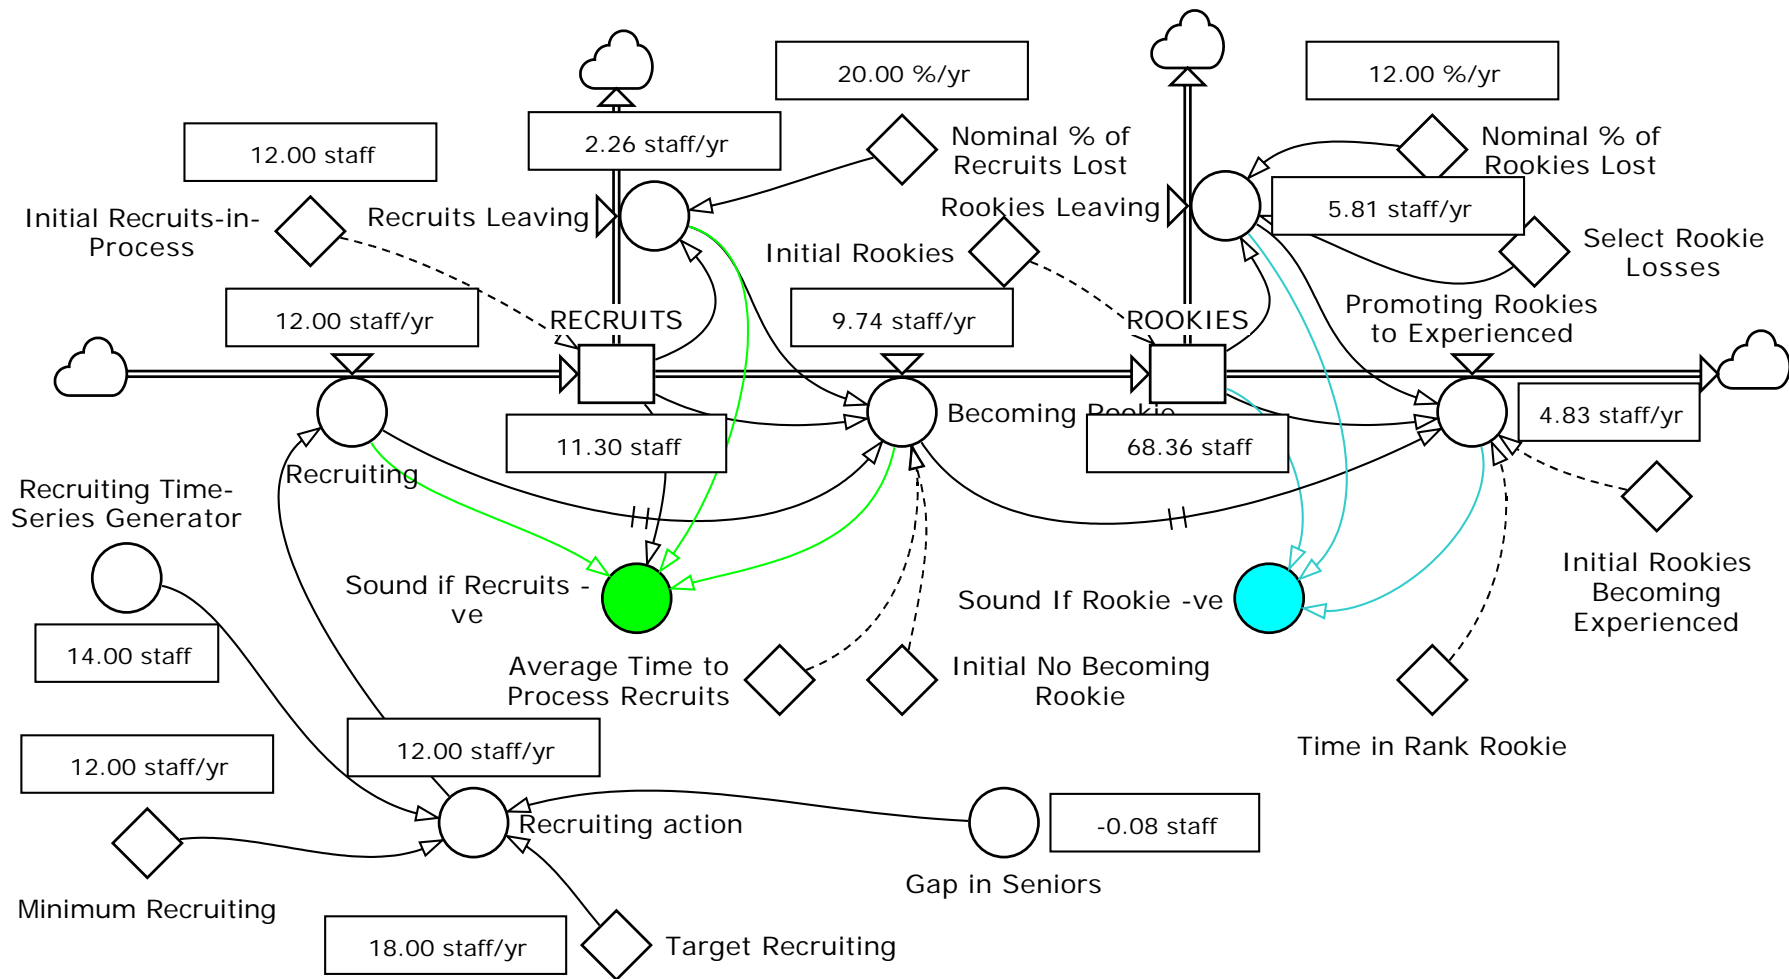 20.00 %/yr
12.00 %/yr
2.26 staff/yr
12.00 staff
Nominal % of
Recruits Lost
Nominal % of
Rookies Lost
Initial Recruits-in-
Process
Recruits Leaving
Rookies Leaving
5.81 staff/yr
Initial Rookies
Select Rookie
Losses
12.00 staff/yr
RECRUITS
9.74 staff/yr
ROOKIES
Promoting Rookies
to Experienced
Becoming Rookie
4.83 staff/yr
11.30 staff
68.36 staff
Recruiting
Recruiting Time-
Series Generator
Sound if Recruits -
ve
Sound If Rookie -ve
Initial Rookies
Becoming
Experienced
14.00 staff
Average Time to
Process Recruits
Initial No Becoming
Rookie
Time in Rank Rookie
12.00 staff/yr
12.00 staff/yr
Recruiting action
-0.08 staff
Gap in Seniors
Minimum Recruiting
18.00 staff/yr
Target Recruiting